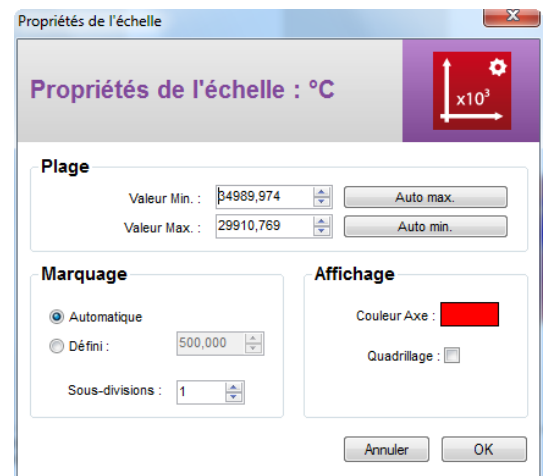 Propriétés de l'échelle
Propriétés de l'échelle : °C
x10³
Plage
Valeur Min. : 34989,974 Auto max.
Valeur Max. : 29910,769 Auto min.
Marquage
Automatique
Défini : 500,000
Sous-divisions : 1
Affichage
Couleur Axe :
Quadrillage :
Annuler OK